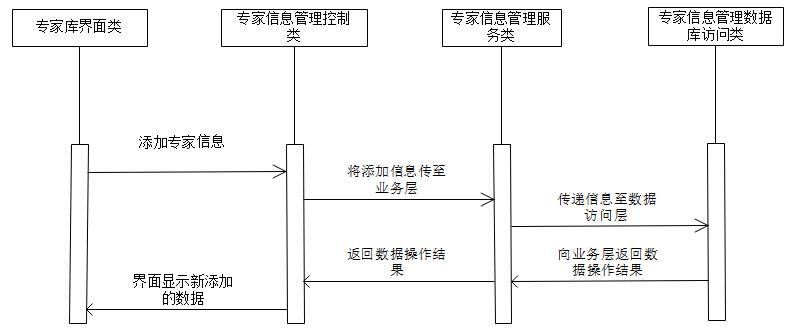 专家库界面类
专家信息管理控制
类
专家信息管理服
务类
专家信息管理数据
库访问类
添加专家信息
将添加信息传至
业务层
传递信息至数据
访问层
返回数据操作结
果
向业务层返回数
据操作结果
界面显示新添加
的数据